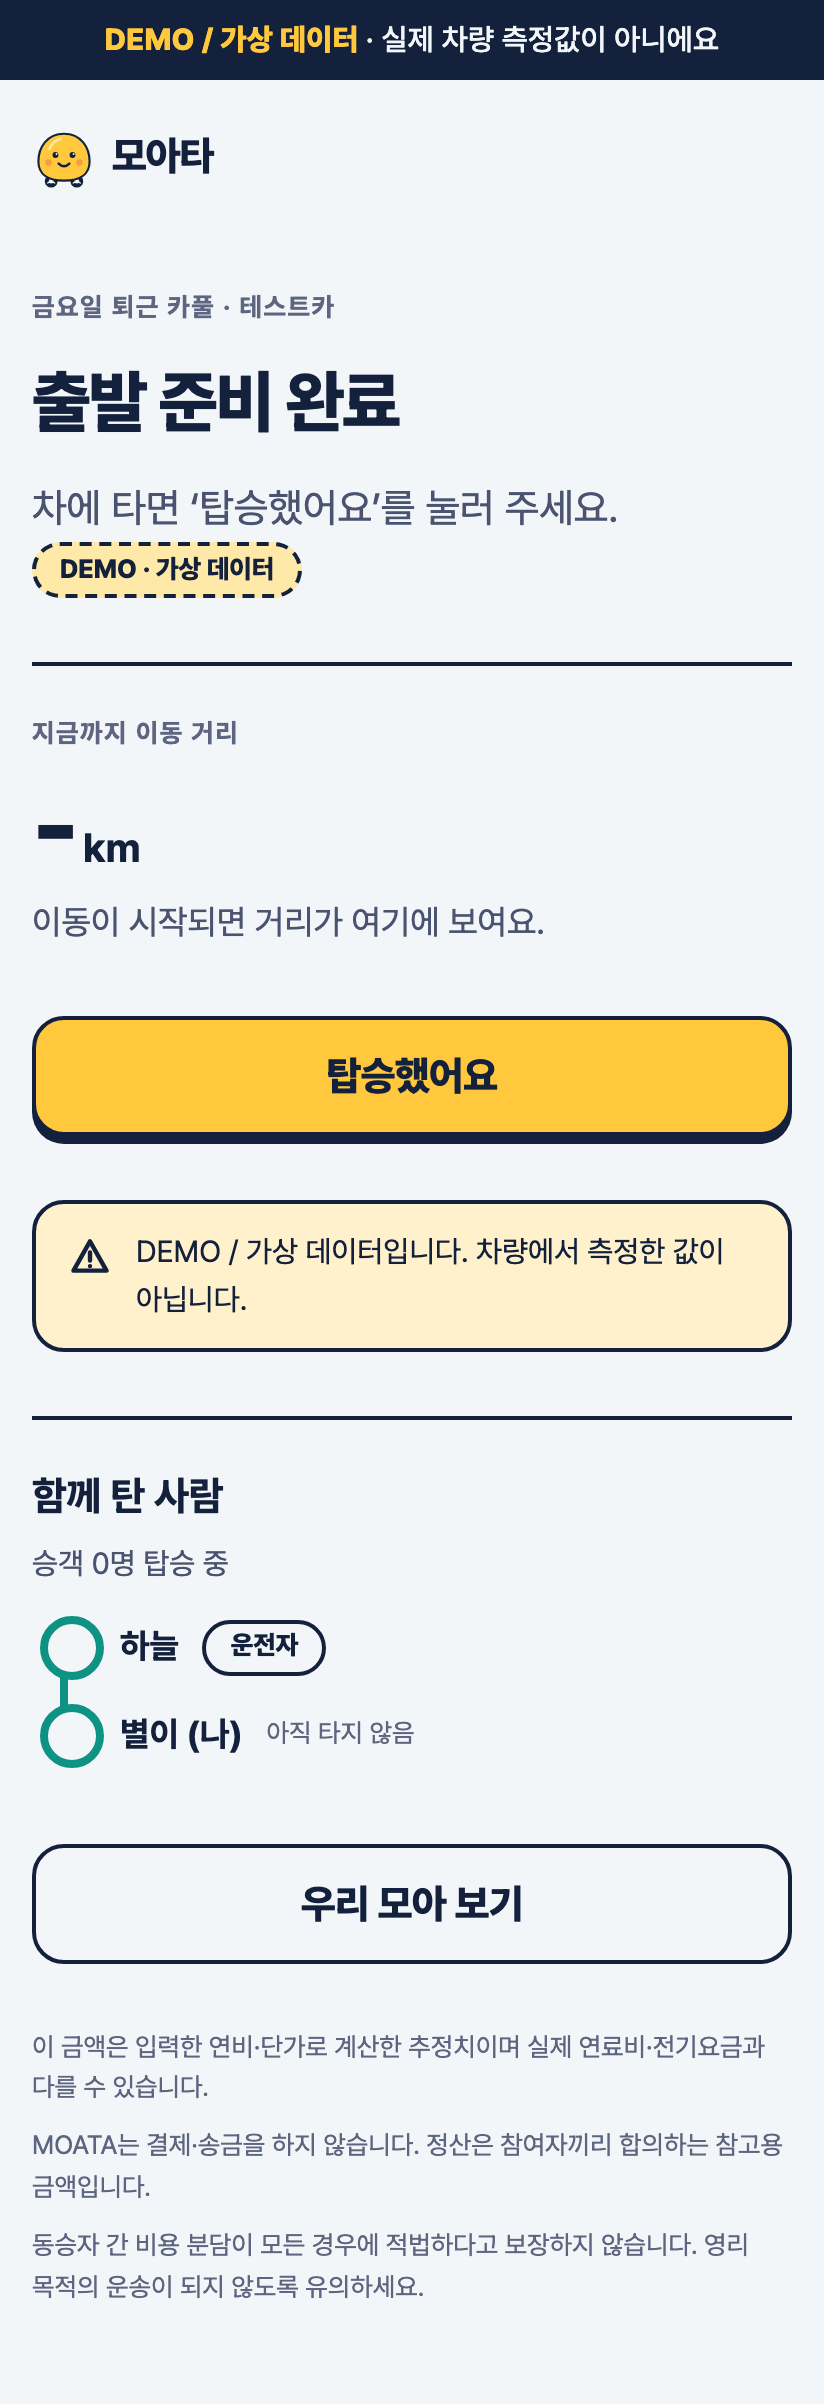 DEMO / 가상 데이터 · 실제 차량 측정값이 아니에요
모아타
금요일 퇴근 카풀 · 테스트카
출발 준비 완료
차에 타면 ‘탑승했어요’를 눌러 주세요.
DEMO · 가상 데이터
지금까지 이동 거리
- km
이동이 시작되면 거리가 여기에 보여요.
탑승했어요
DEMO / 가상 데이터입니다. 차량에서 측정한 값이
아닙니다.
함께 탄 사람
승객 0명 탑승 중
하늘 운전자
별이 (나) 아직 타지 않음
우리 모아 보기
이 금액은 입력한 연비·단가로 계산한 추정치이며 실제 연료비·전기요금과
다를 수 있습니다.
MOATA는 결제·송금을 하지 않습니다. 정산은 참여자끼리 합의하는 참고용
금액입니다.
동승자 간 비용 분담이 모든 경우에 적법하다고 보장하지 않습니다. 영리
목적의 운송이 되지 않도록 유의하세요.